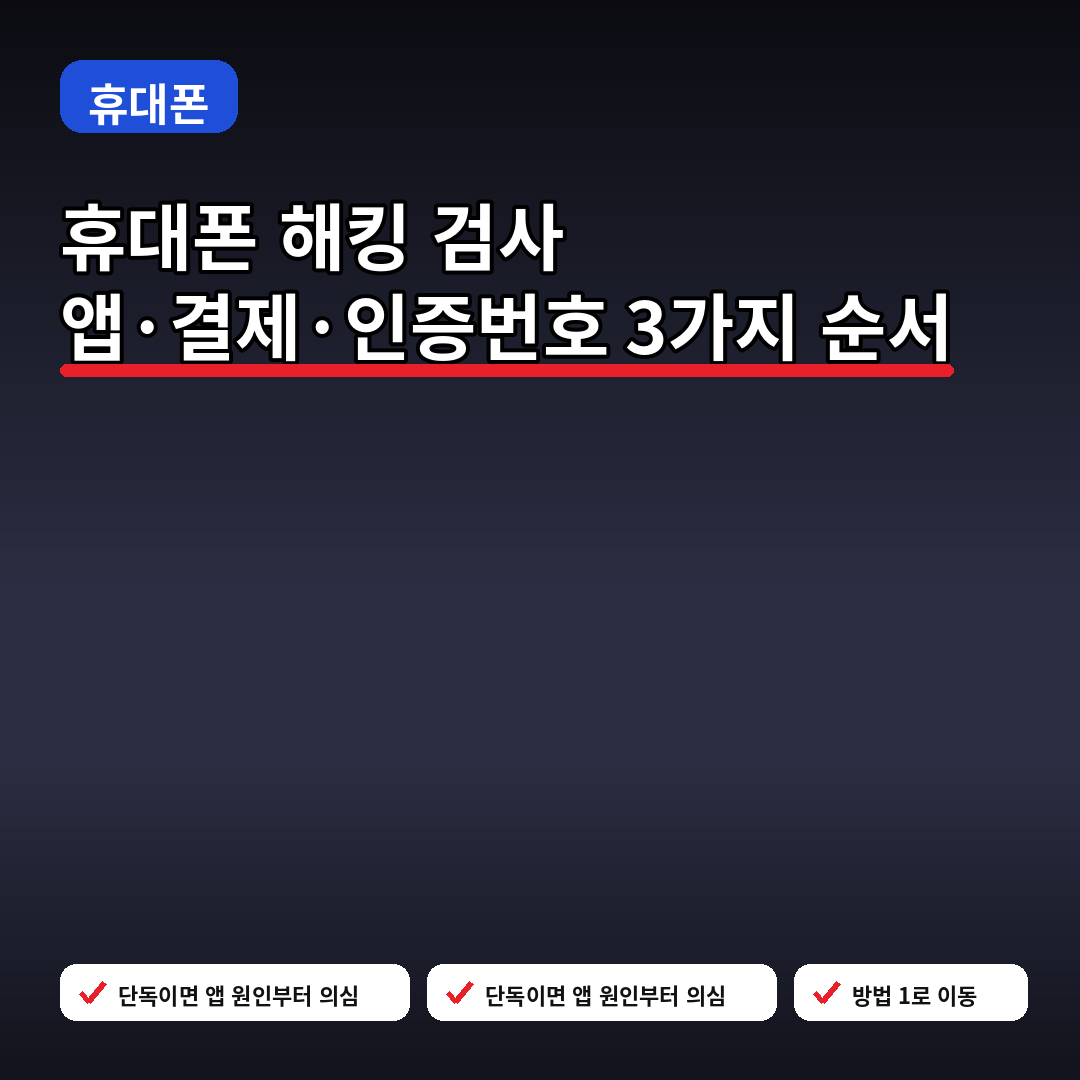 휴대폰
휴대폰 해킹 검사
앱·결제·인증번호 3가지 순서
단독이면 앱 원인부터 의심
단독이면 앱 원인부터 의심
방법 1로 이동